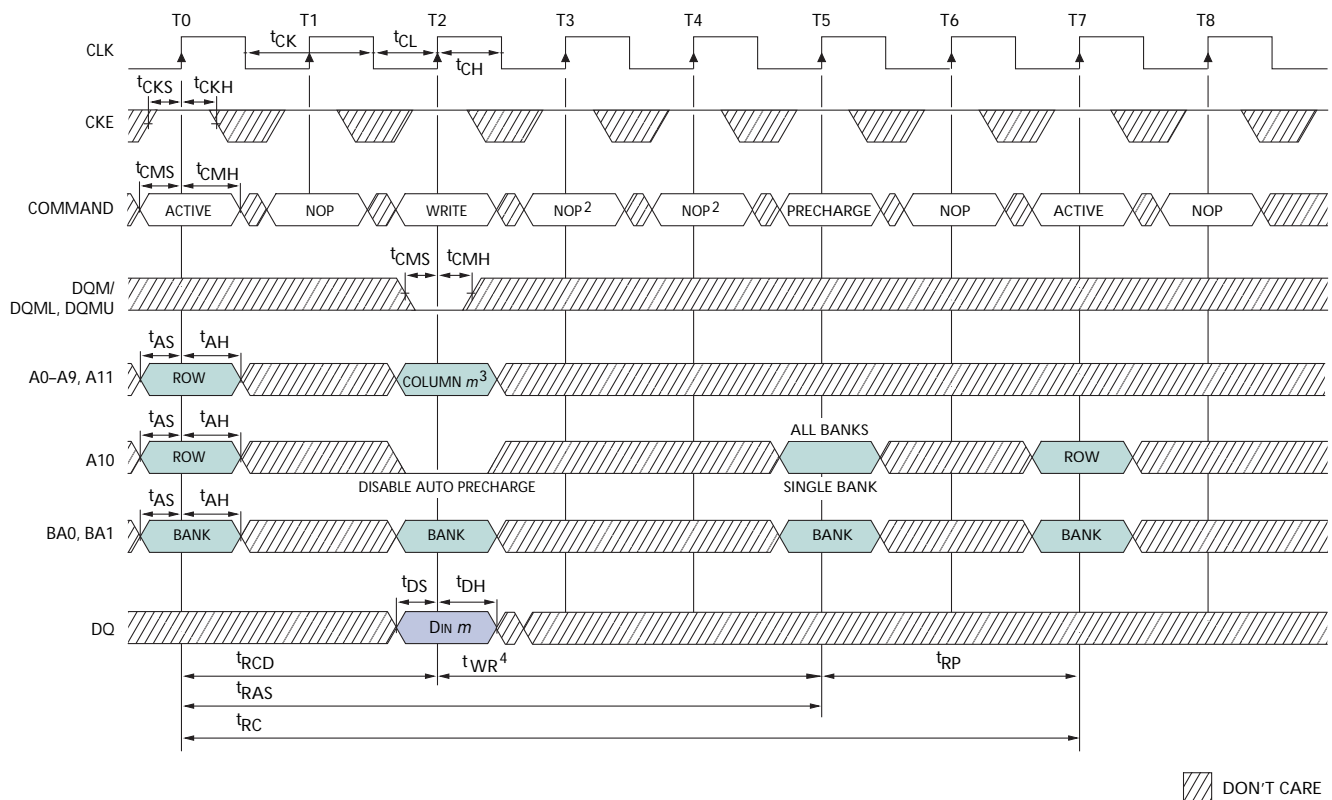 T0 T1 T2 T3 T4 T5 T6 T7 T8
CLK
tCK tCL
tCH
tCKS tCKH
CKE
tCMS tCMH
COMMAND ACTIVE NOP WRITE NOP2 NOP2 PRECHARGE NOP ACTIVE NOP
tCMS tCMH
DQM/
DQML, DQMU
tAS tAH
A0–A9, A11 ROW COLUMN m3
tAS tAH
ALL BANKS
A10 ROW ROW
DISABLE AUTO PRECHARGE SINGLE BANK
tAS tAH
BA0, BA1 BANK BANK BANK BANK
tDS tDH
DQ DIN m
tRCD tWR4 tRP
tRAS
tRC
DON'T CARE